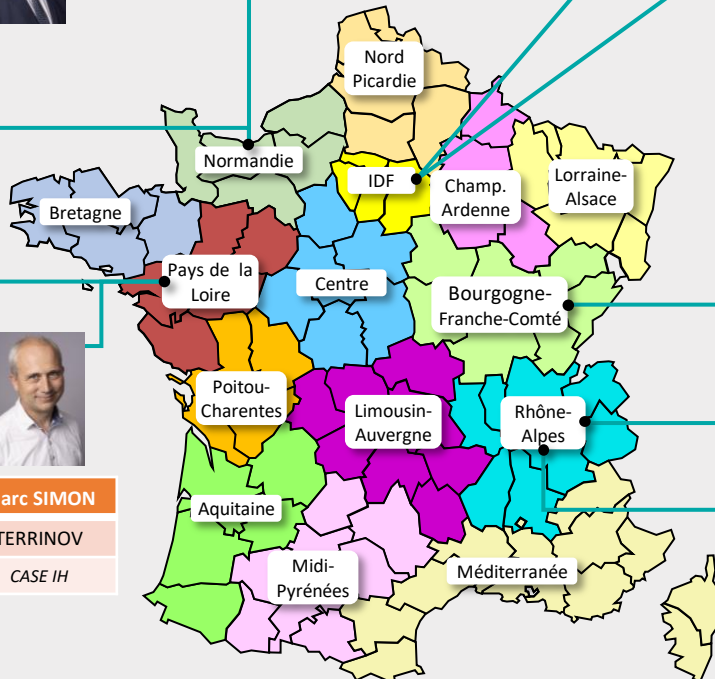 Nord
Picardie
Normandie
IDF
Champ.
Ardenne
Lorraine-
Alsace
Bretagne
Pays de la
Loire
Centre
Bourgogne-
Franche-Comté
Poitou-
Charentes
Limousin-
Auvergne
Rhône-
Alpes
arc SIMON
TERRINOV
CASE IH
Aquitaine
Midi-
Pyrénées
Méditerranée